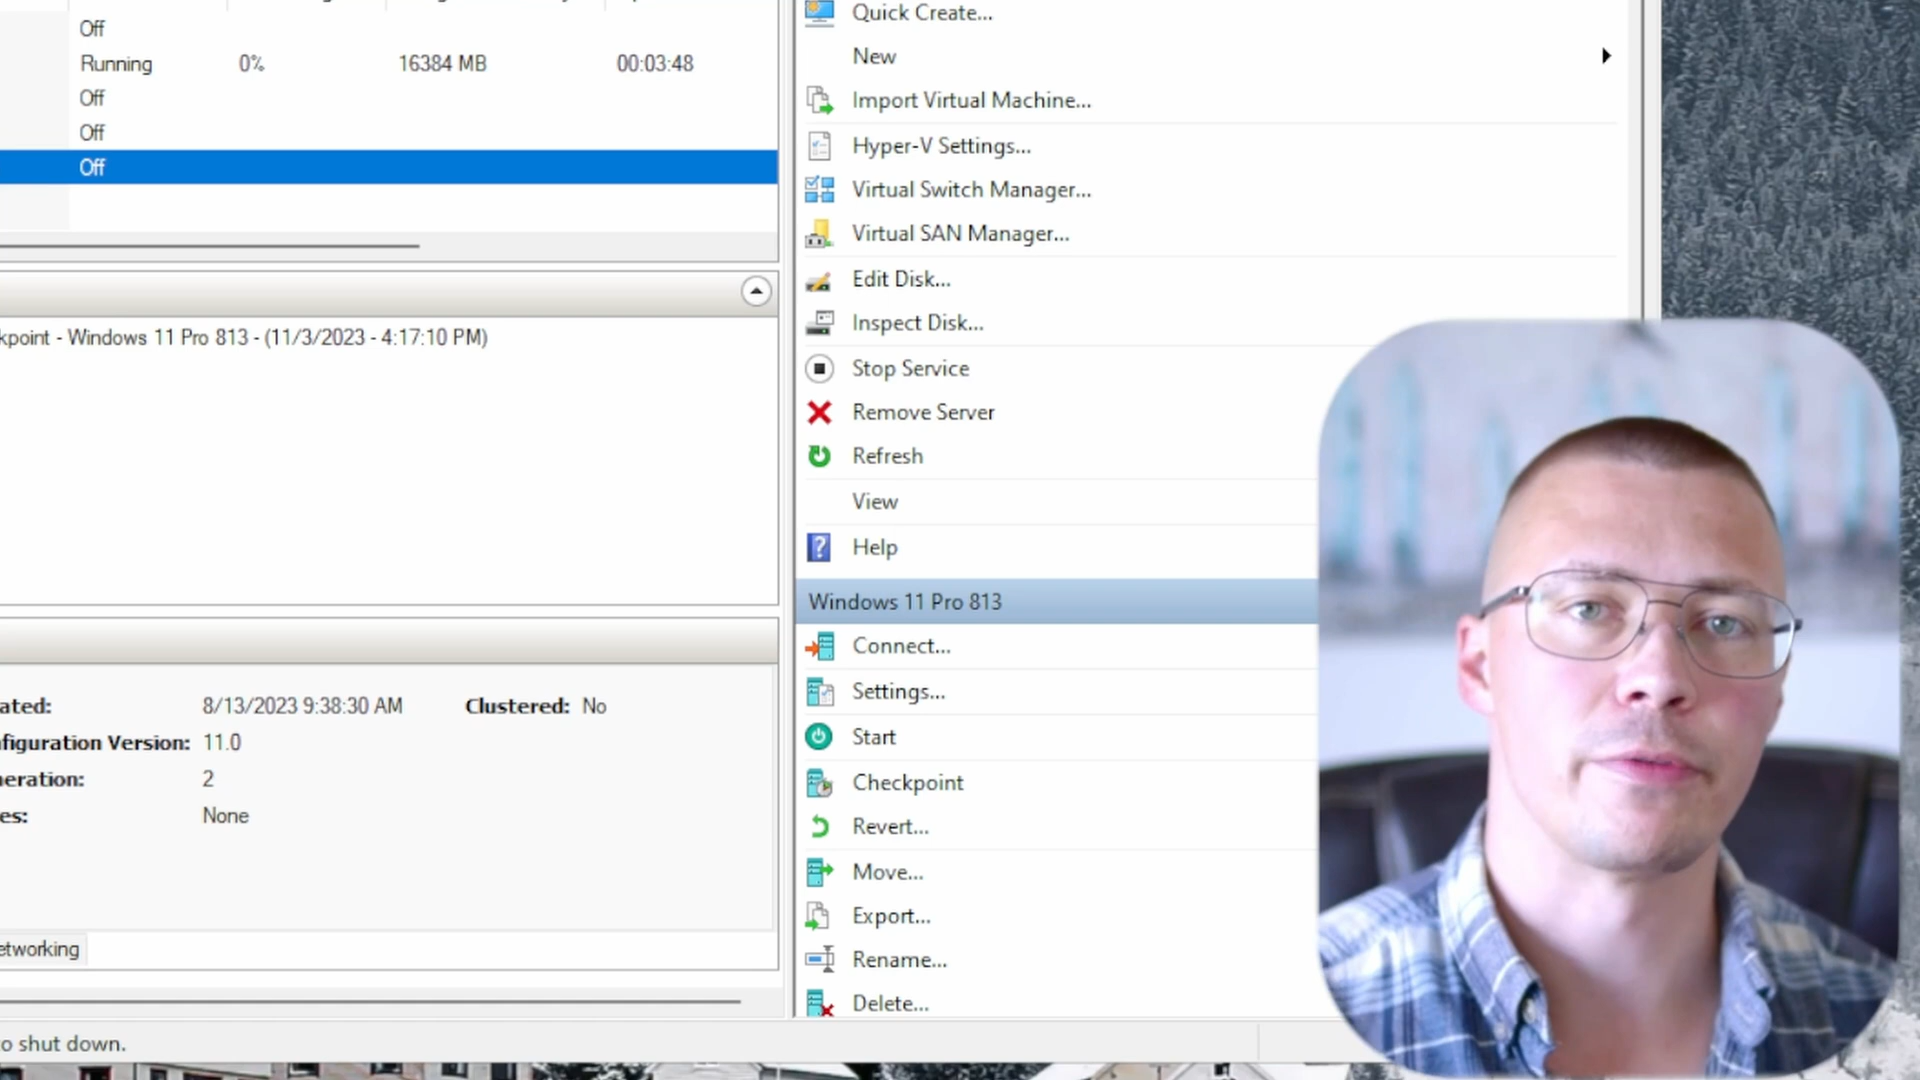 Off
Running 0% 16384 MB 00:03:48
Off
Off
Off
kpoint - Windows 11 Pro 813 - (11/3/2023 - 4:17:10 PM)
ated: 8/13/2023 9:38:30 AM Clustered: No
figuration Version: 11.0
neration: 2
es: None
etworking
o shut down.
Quick Create...
New
Import Virtual Machine...
Hyper-V Settings...
Virtual Switch Manager...
Virtual SAN Manager...
Edit Disk...
Inspect Disk...
Stop Service
Remove Server
Refresh
View
Help
Windows 11 Pro 813
Connect...
Settings...
Start
Checkpoint
Revert...
Move...
Export...
Rename...
Delete...